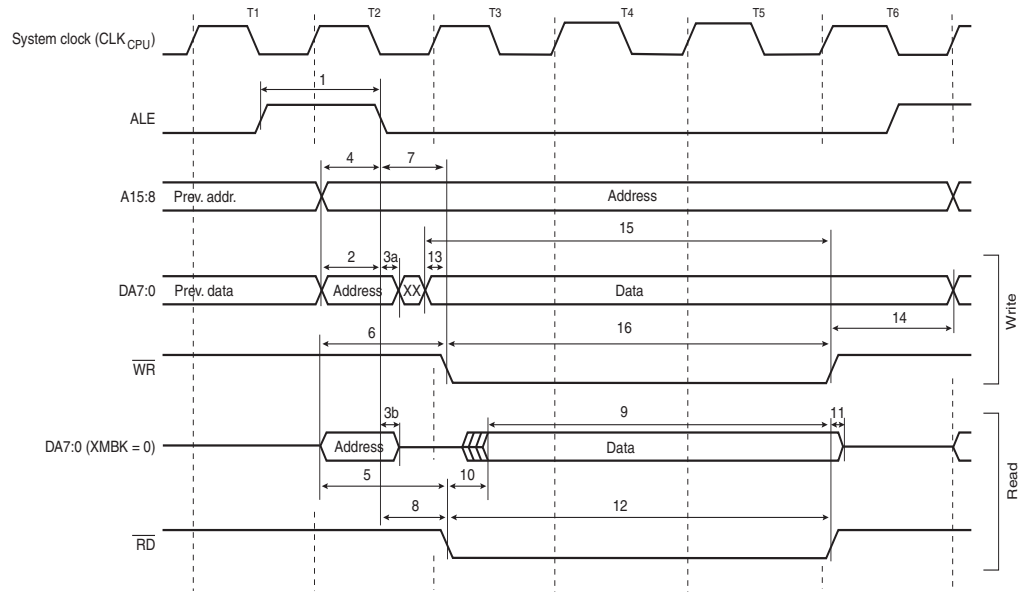 T1 T2 T3 T4 T5 T6
System clock (CLK CPU)
1
ALE
4 7
A15:8 Prev. addr. Address
15
2 3a 13
DA7:0 Prev. data Address XX Data
14
6 16
WR
Write
3b 9 11
DA7:0 (XMBK = 0) Address Data
5 10
8 12
RD
Read